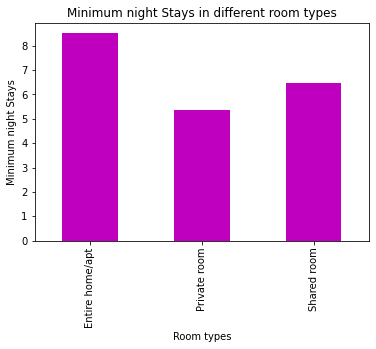 Minimum night Stays in different room types
Minimum night Stays
8
7
6
5
4
3
2
1
0
Entire home/apt
Private room
Shared room
Room types